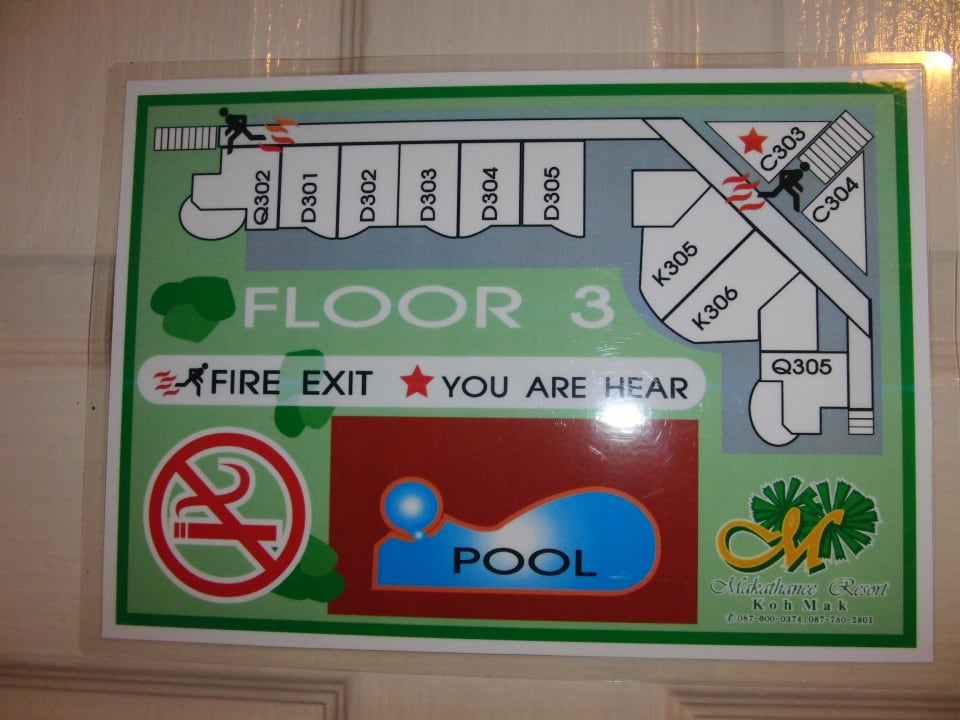 Q302
D301
D302
D303
D304
D305
C303
C304
K305
K306
Q305
FLOOR 3
FIRE EXIT
YOU ARE HEAR
POOL
M
Makathanee Resort
Koh Mak
087-600-0374, 087-780-2801